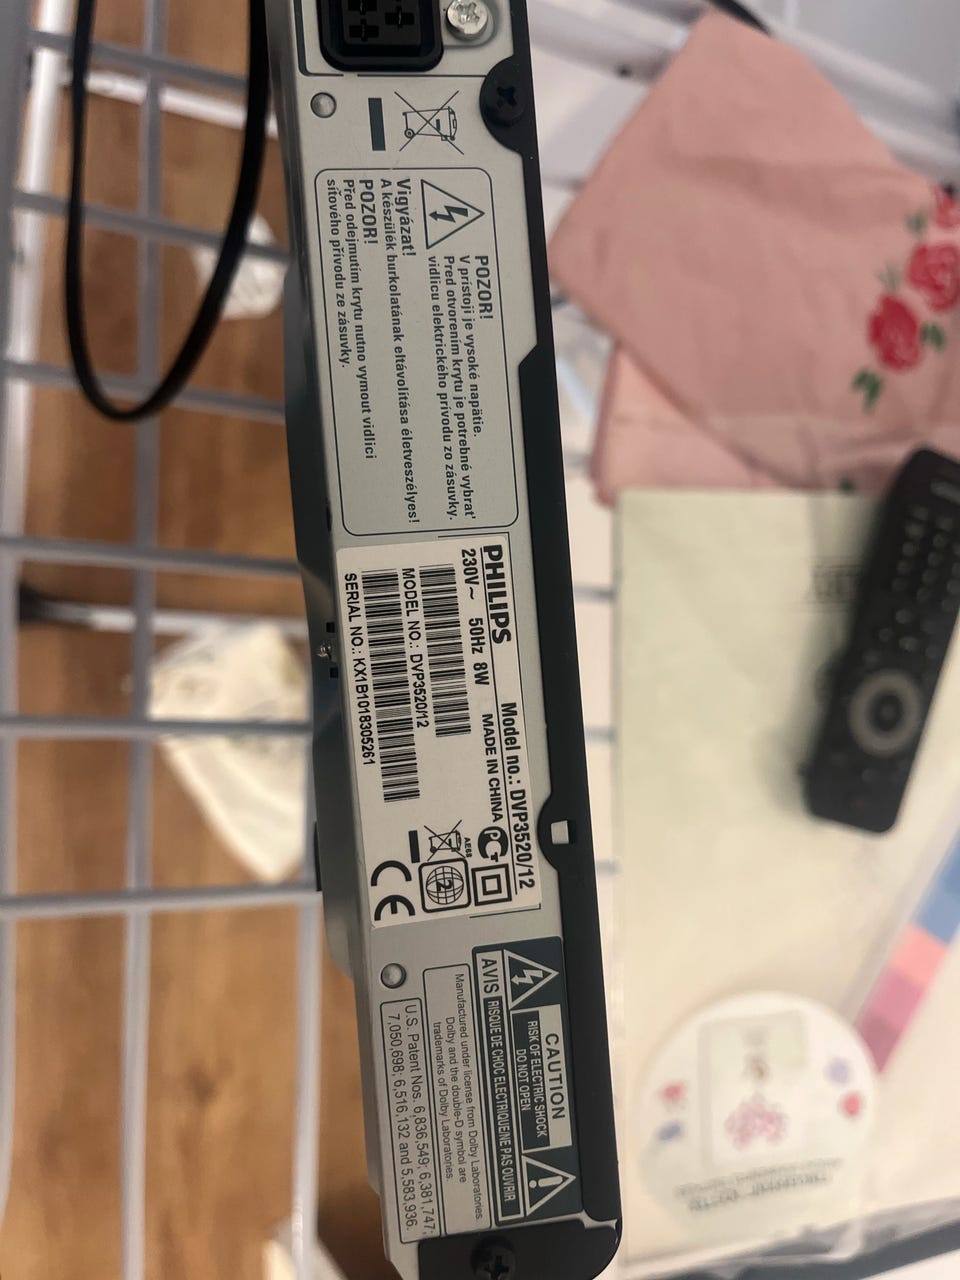 POZOR!
V prístoji je vysoké napätie.
Pred otvorením krytu je potrebné vybrať
vidlicu elektrického prívodu zo zásuvky.
Vigyázat!
A készülék burkolatának eltávolítása életveszélyes!
POZOR!
Před odejmutím krytu nutno vymout vidlici
síťového přívodu ze zásuvky.
PHILIPS Model no.: DVP3520/12
230V~ 50Hz 8W MADE IN CHINA
MODEL NO.: DVP3520/12
SERIAL NO.: KX1B1018305261
AE68
2
CE
CAUTION
RISK OF ELECTRIC SHOCK
DO NOT OPEN
AVIS RISQUE DE CHOC ELECTRIQUE/NE PAS OUVRIR
Manufactured under license from Dolby Laboratories.
Dolby and the double-D symbol are
trademarks of Dolby Laboratories.
U.S. Patent Nos. 6,836,549; 6,381,747;
7,050,698; 6,516,132 and 5,583,936.